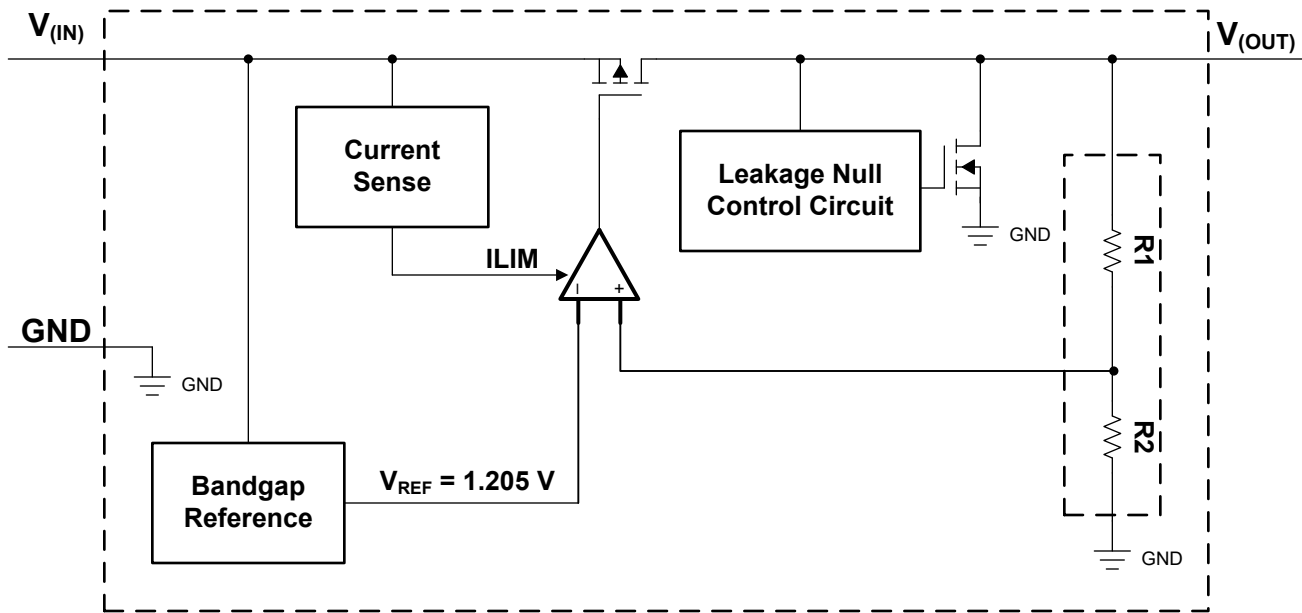 V(IN)
V(OUT)
Current
Sense
Leakage Null
Control Circuit
GND
R1
ILIM
- +
GND
GND
R2
Bandgap
Reference
VREF = 1.205 V
GND